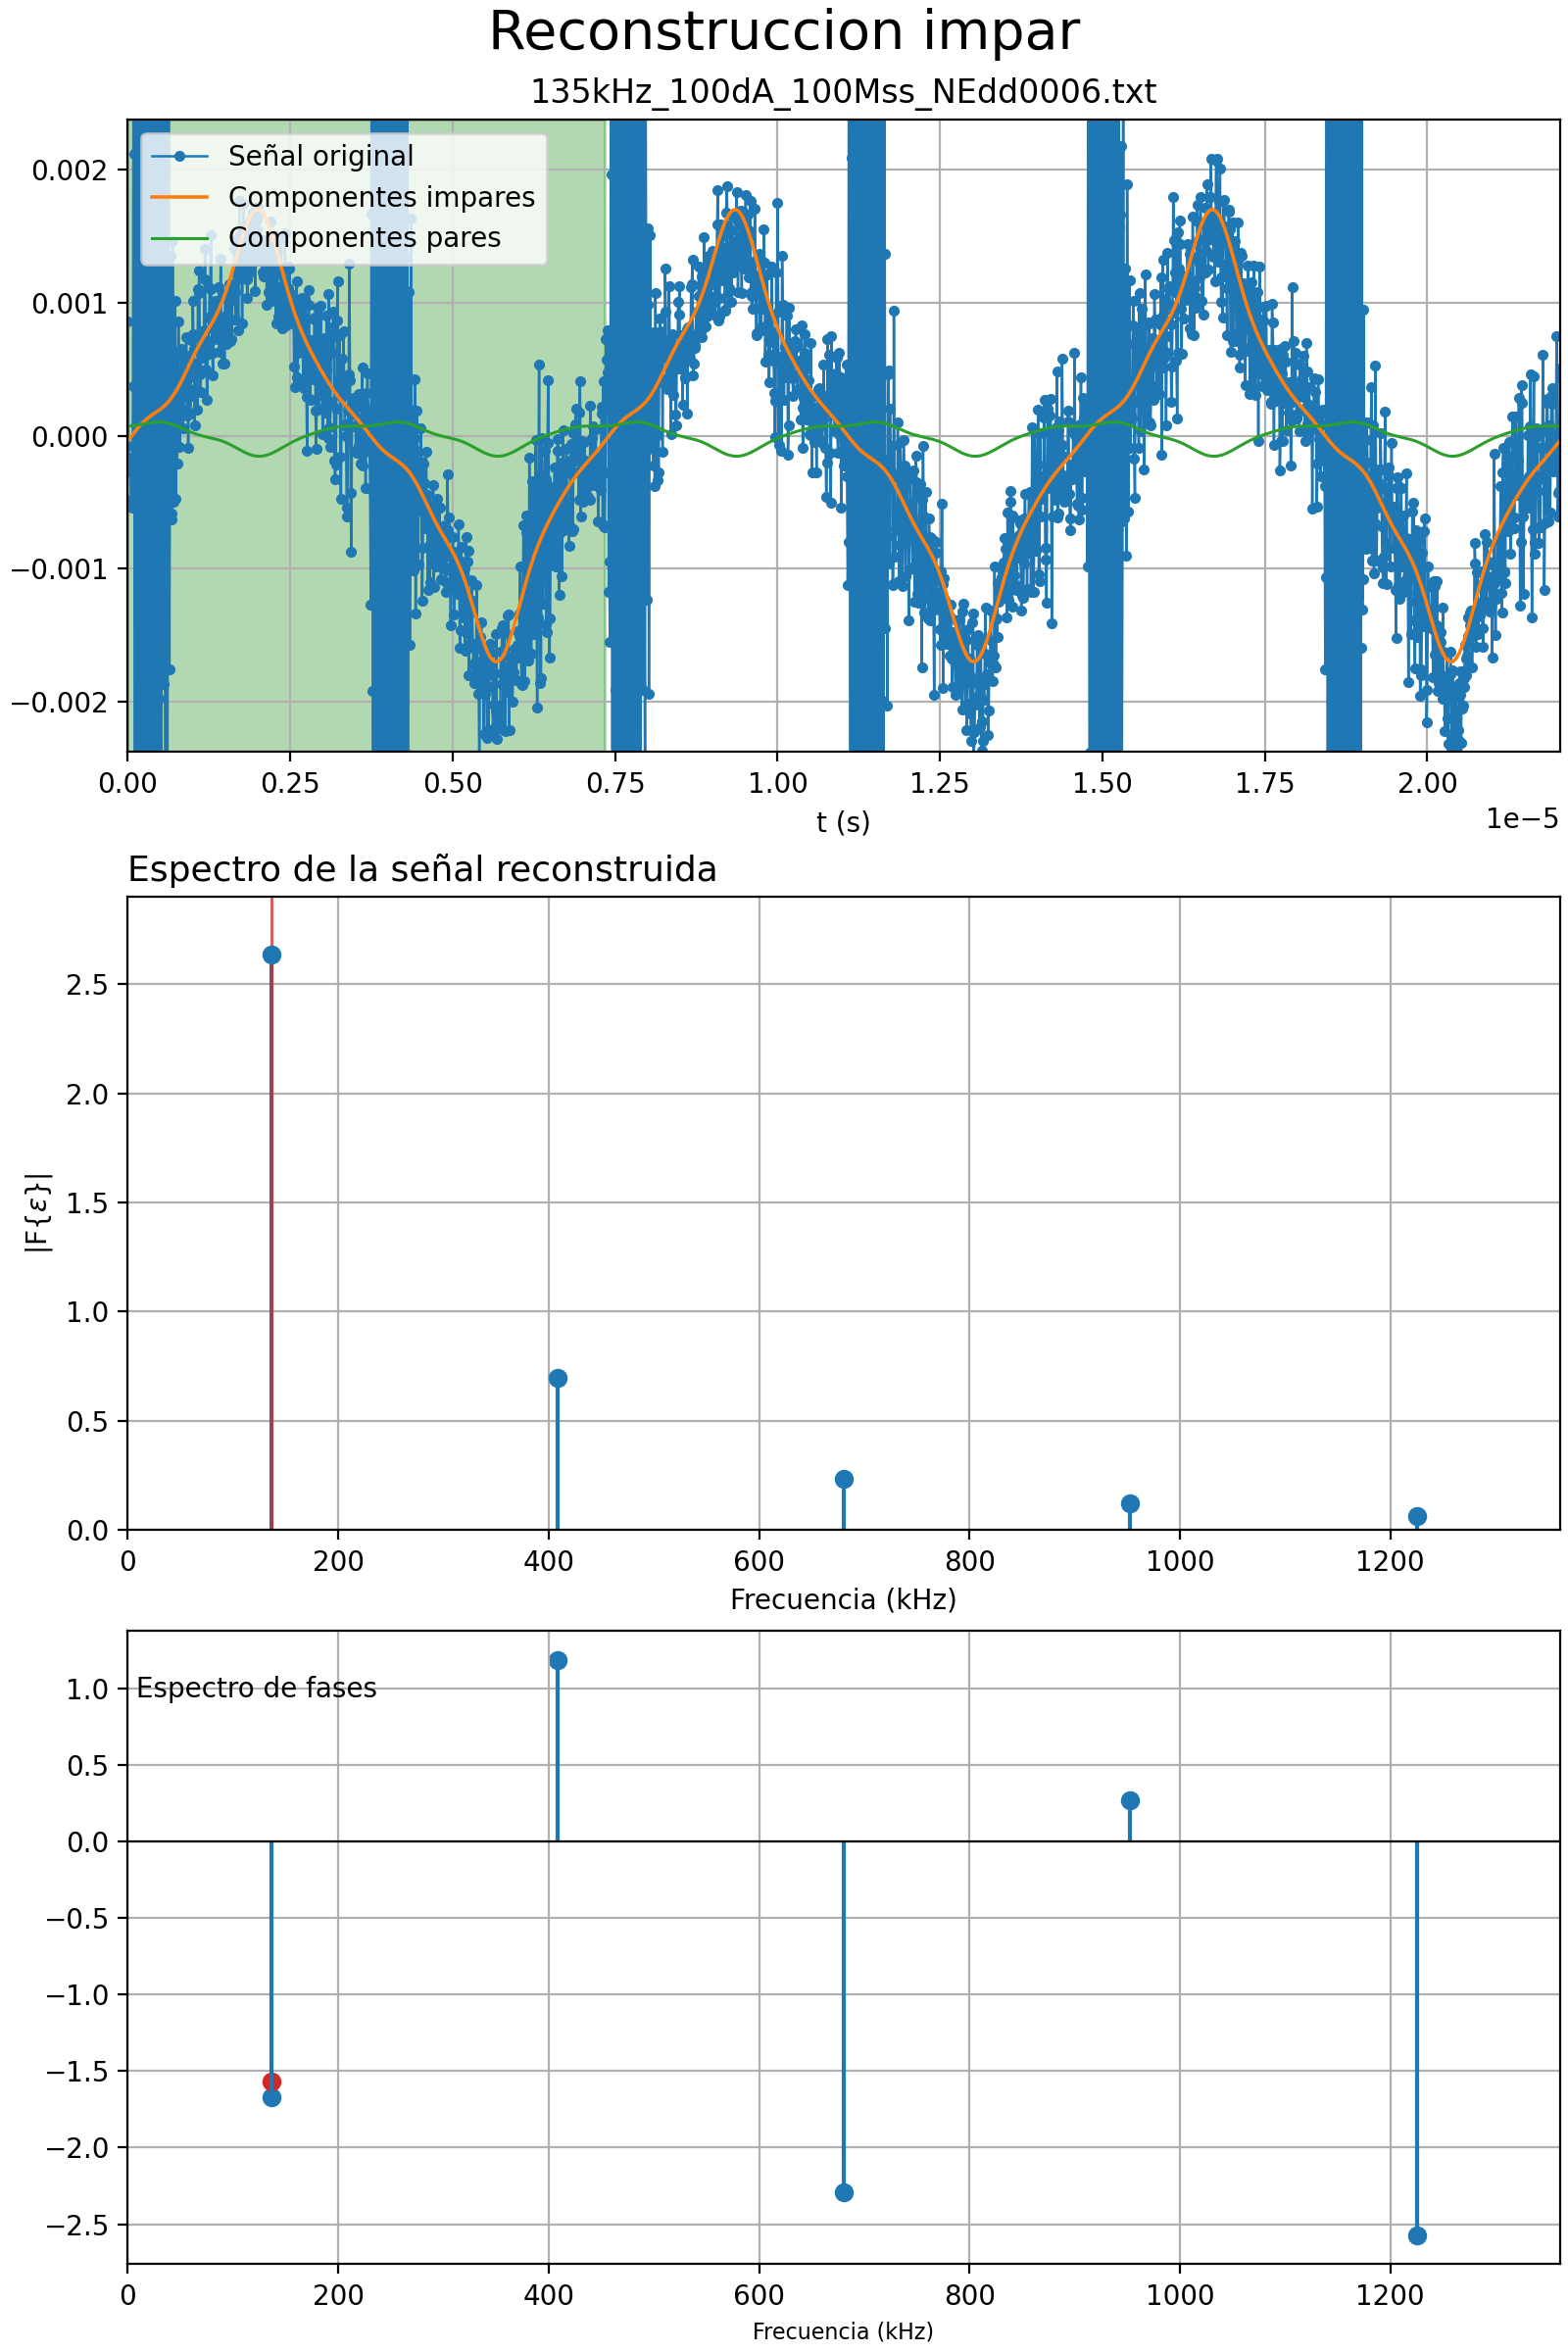 Reconstruccion impar
135kHz_100dA_100Mss_NEdd0006.txt
Señal original
Componentes impares
Componentes pares
0.002
0.001
0.000
−0.001
−0.002
0.00 0.25 0.50 0.75 1.00 1.25 1.50 1.75 2.00
1e−5
t (s)
Espectro de la señal reconstruida
|F{ε}|
2.5
2.0
1.5
1.0
0.5
0.0
0 200 400 600 800 1000 1200
Frecuencia (kHz)
Espectro de fases
1.0
0.5
0.0
−0.5
−1.0
−1.5
−2.0
−2.5
0 200 400 600 800 1000 1200
Frecuencia (kHz)